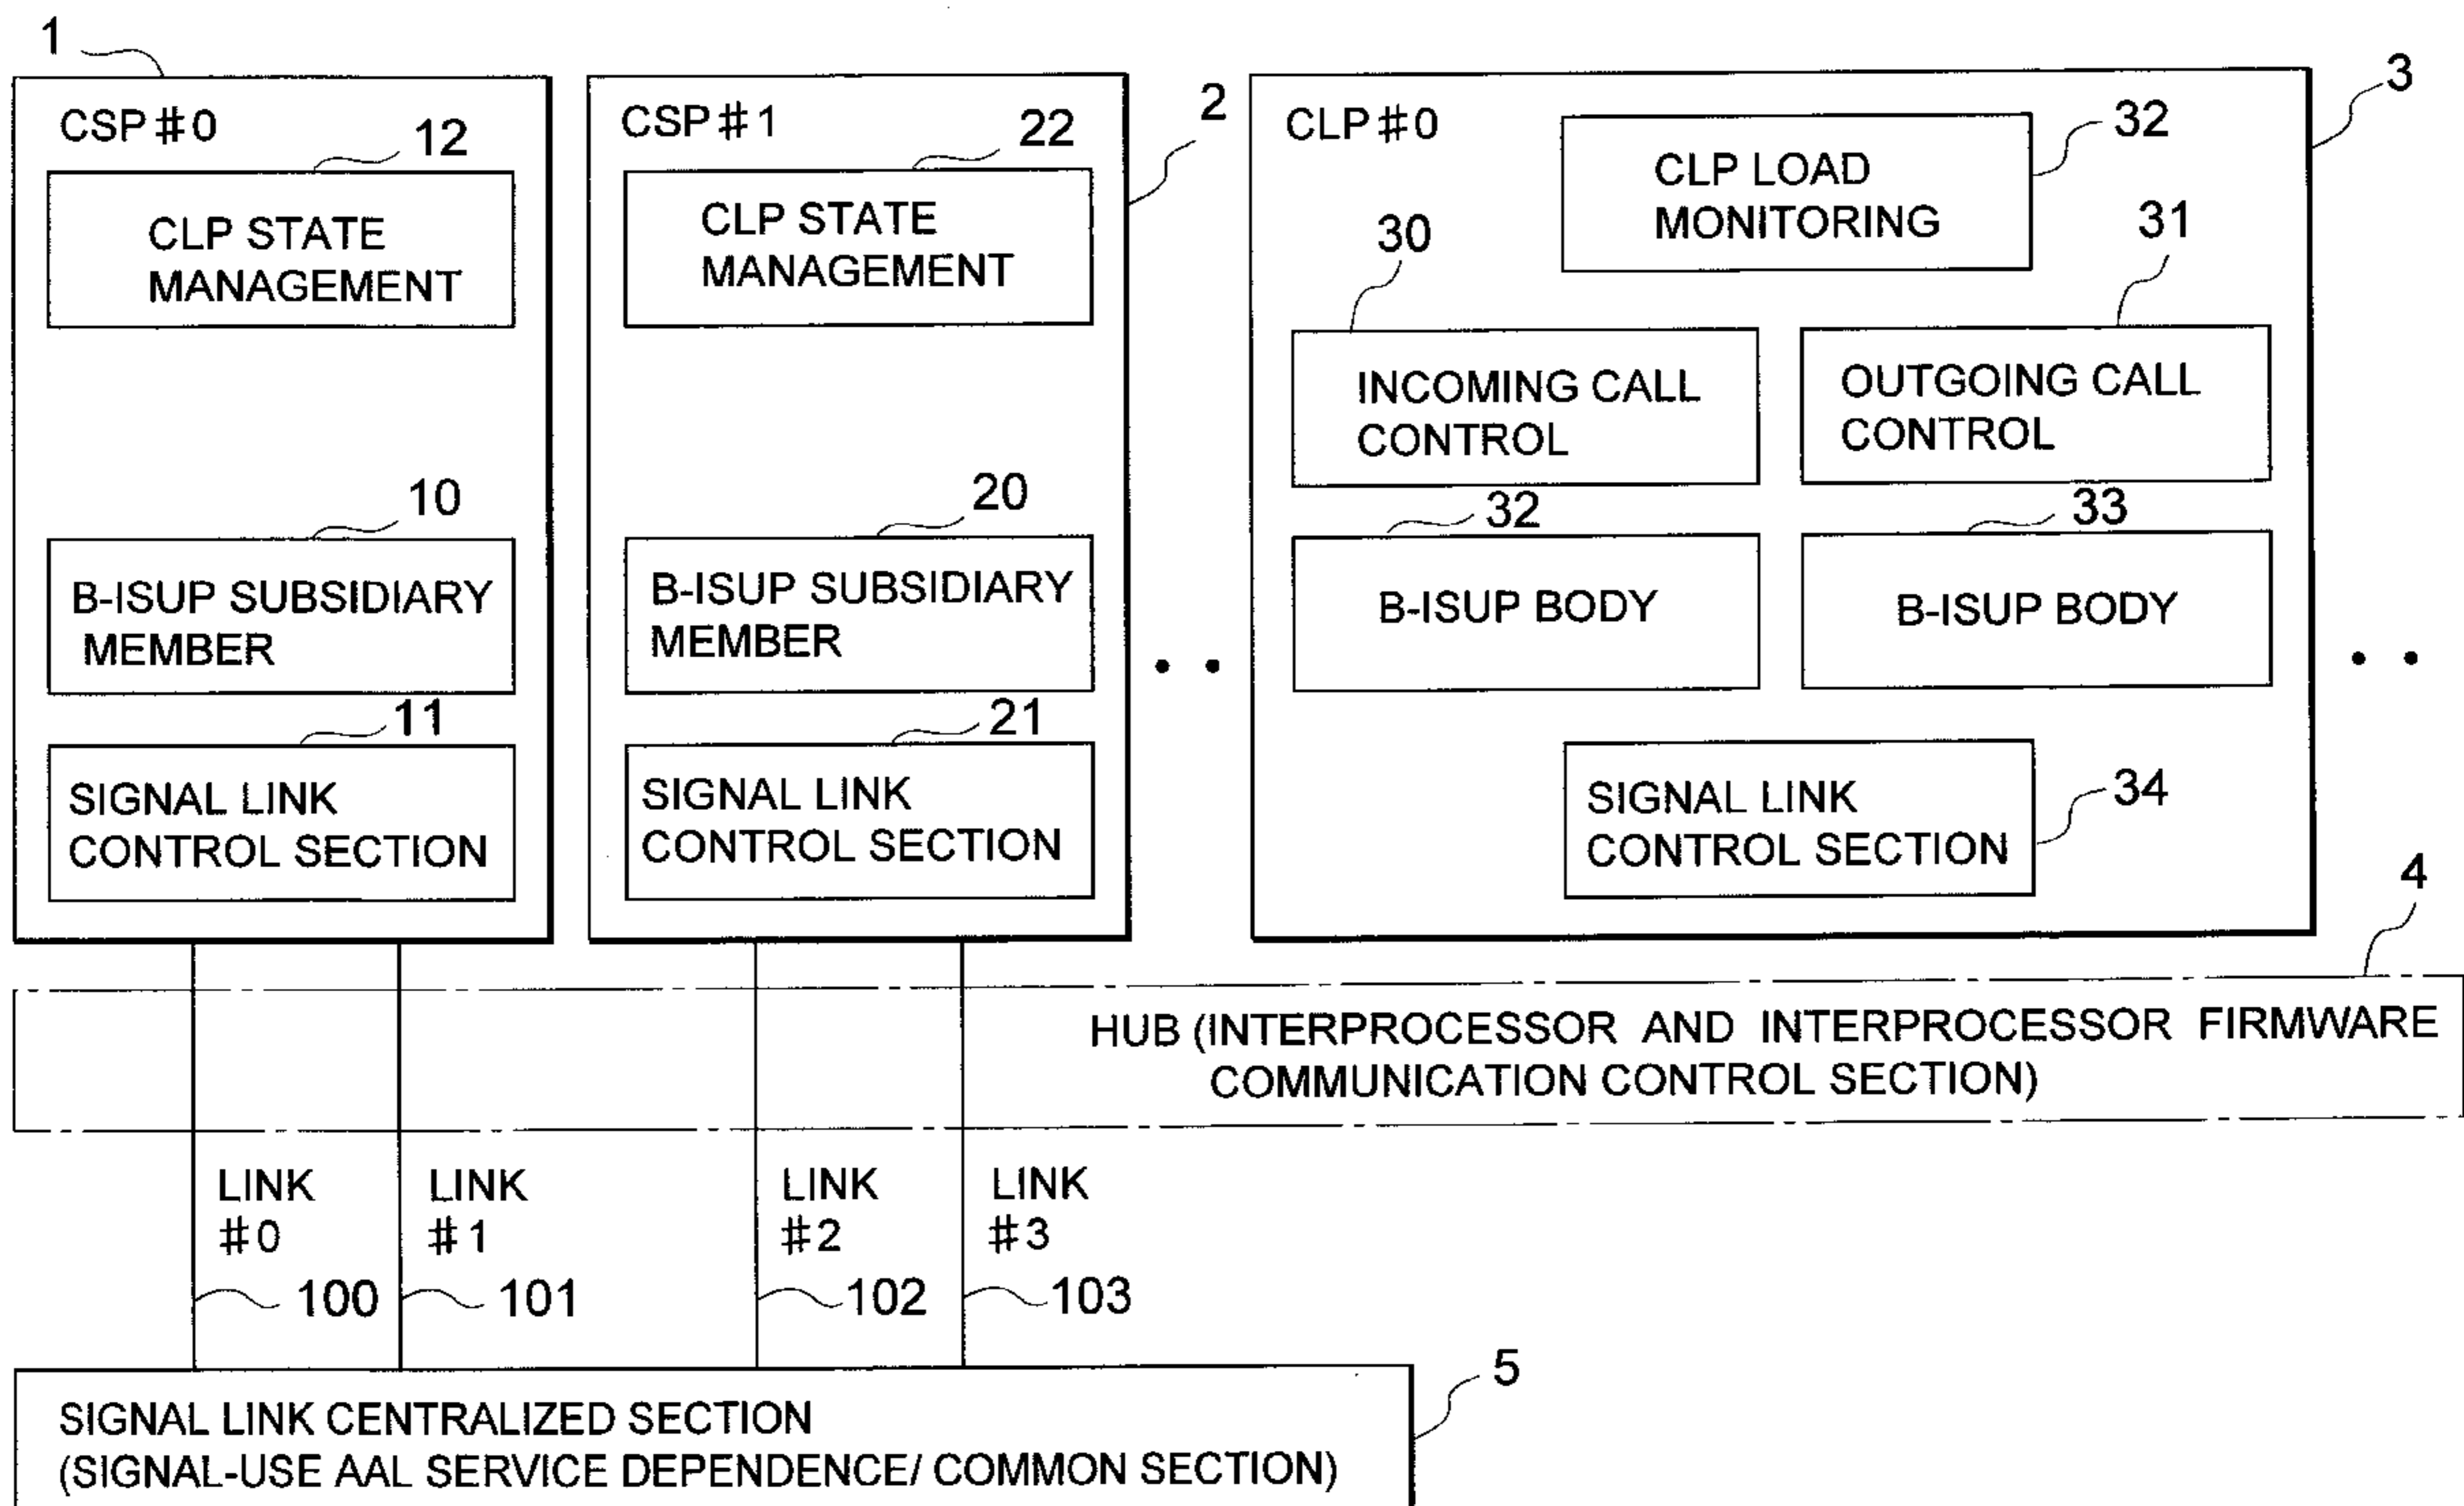 1
CSP#0
12
CLP STATE
MANAGEMENT
10
B-ISUP SUBSIDIARY
MEMBER
11
SIGNAL LINK
CONTROL SECTION
2
CSP#1
22
CLP STATE
MANAGEMENT
20
B-ISUP SUBSIDIARY
MEMBER
21
SIGNAL LINK
CONTROL SECTION
3
CLP#0
32
CLP LOAD
MONITORING
30
INCOMING CALL
CONTROL
31
OUTGOING CALL
CONTROL
32
B-ISUP BODY
33
B-ISUP BODY
34
SIGNAL LINK
CONTROL SECTION
4
HUB (INTERPROCESSOR AND INTERPROCESSOR FIRMWARE
COMMUNICATION CONTROL SECTION)
LINK
#0
100
LINK
#1
101
LINK
#2
102
LINK
#3
103
5
SIGNAL LINK CENTRALIZED SECTION
(SIGNAL-USE AAL SERVICE DEPENDENCE/ COMMON SECTION)